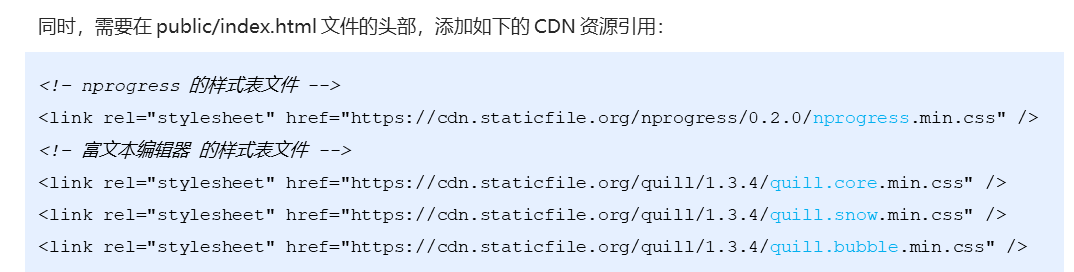 同时，需要在 public/index.html 文件的头部，添加如下的 CDN 资源引用：
<!– nprogress 的样式表文件 -->
<link rel="stylesheet" href="https://cdn.staticfile.org/nprogress/0.2.0/nprogress.min.css" />
<!– 富文本编辑器 的样式表文件 -->
<link rel="stylesheet" href="https://cdn.staticfile.org/quill/1.3.4/quill.core.min.css" />
<link rel="stylesheet" href="https://cdn.staticfile.org/quill/1.3.4/quill.snow.min.css" />
<link rel="stylesheet" href="https://cdn.staticfile.org/quill/1.3.4/quill.bubble.min.css" />